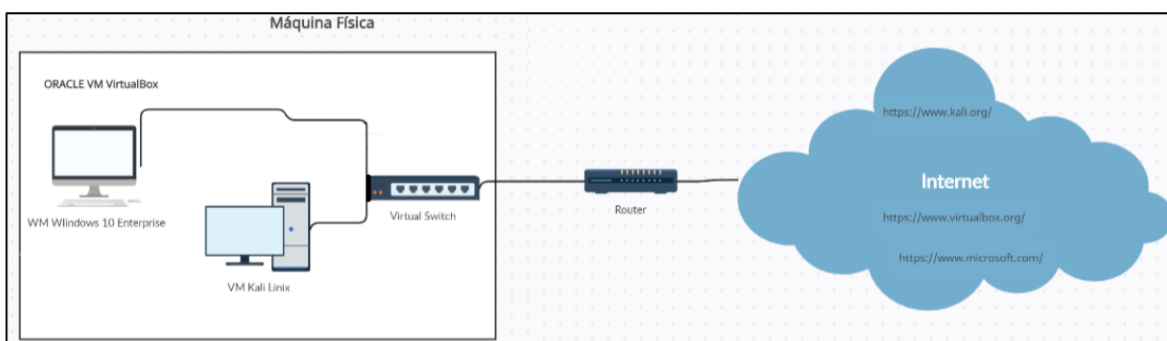 Máquina Física
ORACLE VM VirtualBox
WM WIindows 10 Enterprise
VM Kali Linix
Virtual Switch
Router
https://www.kali.org/
Internet
https://www.virtualbox.org/
https://www.microsoft.com/